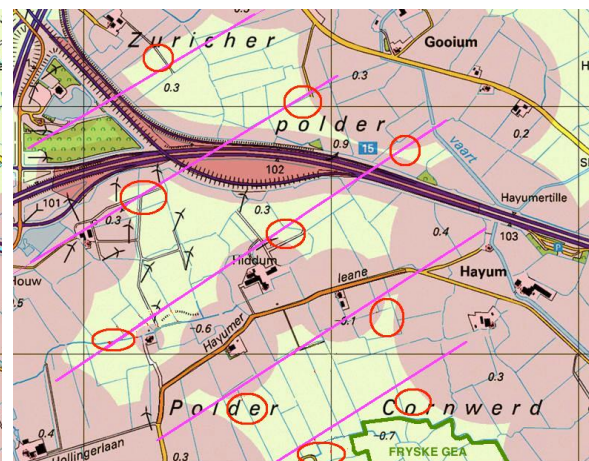 Zuricher
Gooium
0.3
0.3
polder
0.2
0.9
15
vaart
102
101
0.3
0.3
Hayumertille
0.4
103
Hiddum
leane
Hayum
-0.6
-0.1
Hayumer
0.3
Polder
Cornwerd
0.4
-0.7
FRYSKE GEA
Hollingerlaan
0.3